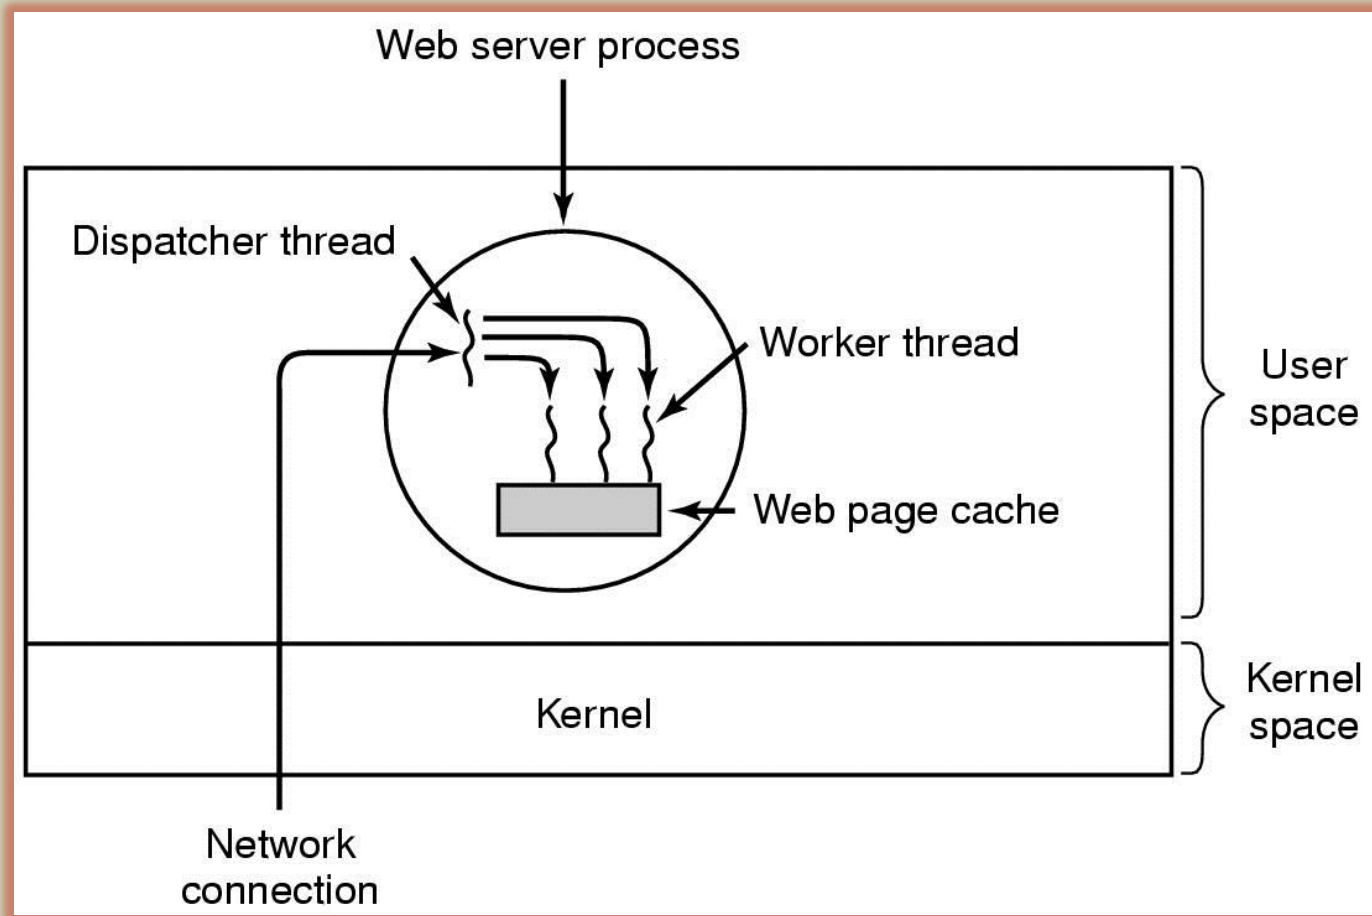 Web server process
Dispatcher thread
Worker thread
User
space
Web page cache
Kernel
Kernel
space
Network
connection